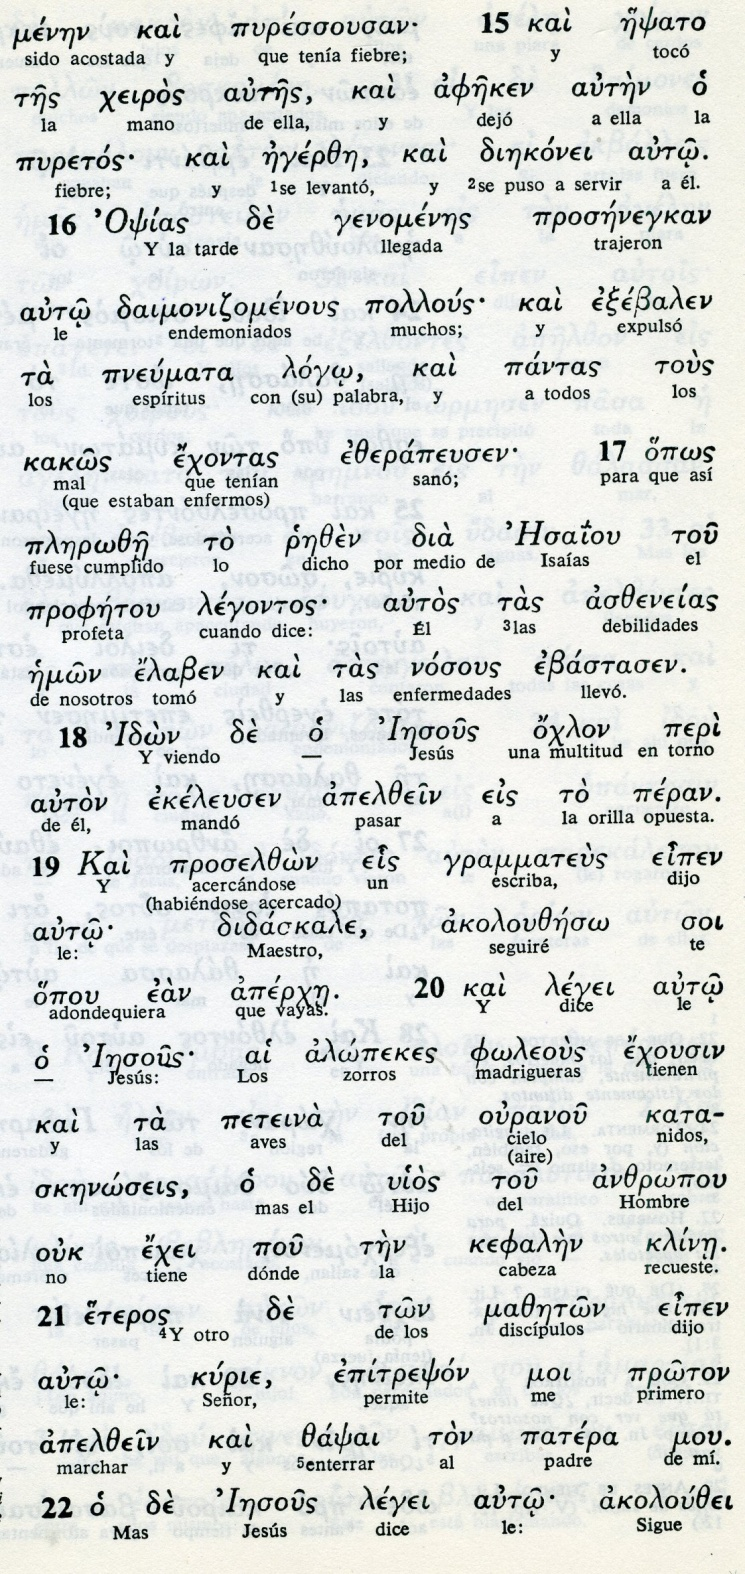 μένην καὶ πυρέσσουσαν· 15 καὶ ἥψατο
sido acostada y que tenía fiebre; y tocó
τῆς χειρὸς αὐτῆς, καὶ ἀφῆκεν αὐτὴν ὁ
la mano de ella, y dejó a ella la
πυρετός· καὶ ἠγέρθη, καὶ διηκόνει αὐτῷ.
fiebre; y 1se levantó, y 2se puso a servir a él.
16 Ὀψίας δὲ γενομένης προσήνεγκαν
Y la tarde llegada trajeron
αὐτῷ δαιμονιζομένους πολλούς· καὶ ἐξέβαλεν
le endemoniados muchos; y expulsó
τὰ πνεύματα λόγῳ, καὶ πάντας τοὺς
los espíritus con (su) palabra, y a todos los
κακῶς ἔχοντας ἐθεράπευσεν· 17 ὅπως
mal que tenían sanó; para que así
(que estaban enfermos)
πληρωθῇ τὸ ῥηθὲν διὰ Ἠσαΐου τοῦ
fuese cumplido lo dicho por medio de Isaías el
προφήτου λέγοντος· αὐτὸς τὰς ἀσθενείας
profeta cuando dice: Él 3las debilidades
ἡμῶν ἔλαβεν καὶ τὰς νόσους ἐβάστασεν.
de nosotros tomó y las enfermedades llevó.
18 Ἰδὼν δὲ ὁ Ἰησοῦς ὄχλον περὶ
Y viendo — Jesús una multitud en torno
αὐτὸν ἐκέλευσεν ἀπελθεῖν εἰς τὸ πέραν.
de él, mandó pasar a la orilla opuesta.
19 Καὶ προσελθὼν εἷς γραμματεὺς εἶπεν
Y acercándose un escriba, dijo
(habiéndose acercado)
αὐτῷ· διδάσκαλε, ἀκολουθήσω σοι
le: Maestro, seguiré te
ὅπου ἐὰν ἀπέρχῃ. 20 καὶ λέγει αὐτῷ
adondequiera que vayas. Y dice le
ὁ Ἰησοῦς· αἱ ἀλώπεκες φωλεοὺς ἔχουσιν
— Jesús: Los zorros madrigueras tienen
καὶ τὰ πετεινὰ τοῦ οὐρανοῦ κατα-
y las aves del cielo nidos,
(aire)
σκηνώσεις, ὁ δὲ υἱὸς τοῦ ἀνθρώπου
mas el Hijo del Hombre
οὐκ ἔχει ποῦ τὴν κεφαλὴν κλίνῃ.
no tiene dónde la cabeza recueste.
21 ἕτερος δὲ τῶν μαθητῶν εἶπεν
4Y otro de los discípulos dijo
αὐτῷ· κύριε, ἐπίτρεψόν μοι πρῶτον
le: Señor, permite me primero
ἀπελθεῖν καὶ θάψαι τὸν πατέρα μου.
marchar y 5enterrar al padre de mí.
22 ὁ δὲ Ἰησοῦς λέγει αὐτῷ· ἀκολούθει
Mas Jesús dice le: Sigue